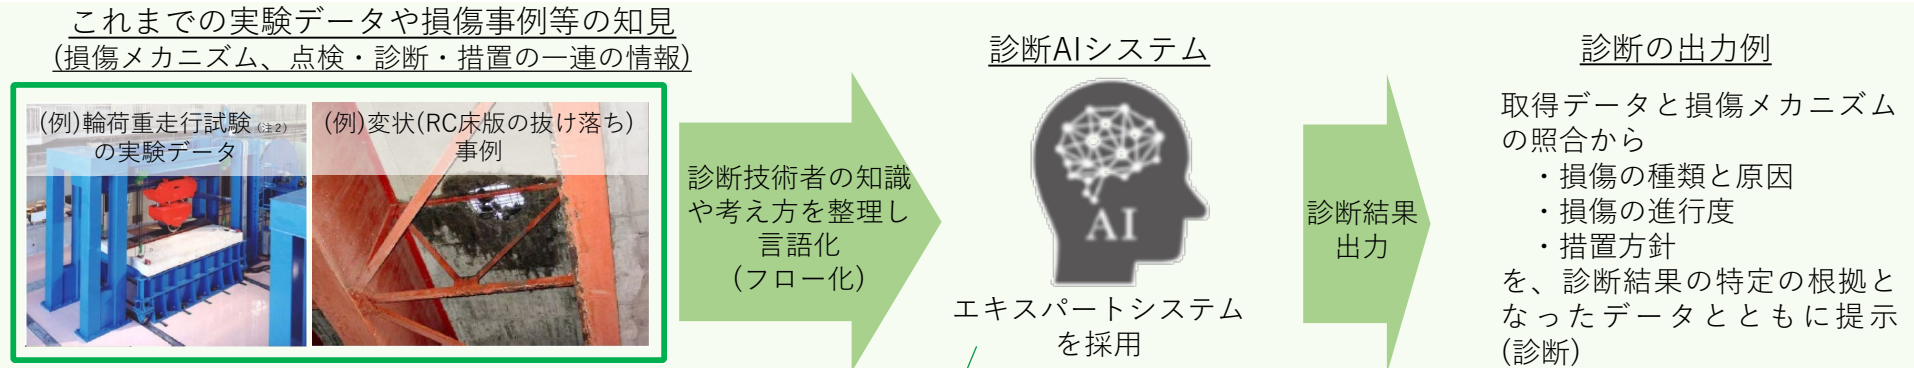 これまでの実験データや損傷事例等の知見
(損傷メカニズム、点検・診断・措置の一連の情報)
(例)輪荷重走行試験(注2)
の実験データ
(例)変状(RC床版の抜け落ち)
事例
診断技術者の知識
や考え方を整理し
言語化
(フロー化)
診断AIシステム
AI
エキスパートシステム
を採用
診断結果
出力
診断の出力例
取得データと損傷メカニズム
の照合から
・損傷の種類と原因
・損傷の進行度
・措置方針
を、診断結果の特定の根拠と
なったデータとともに提示
(診断)